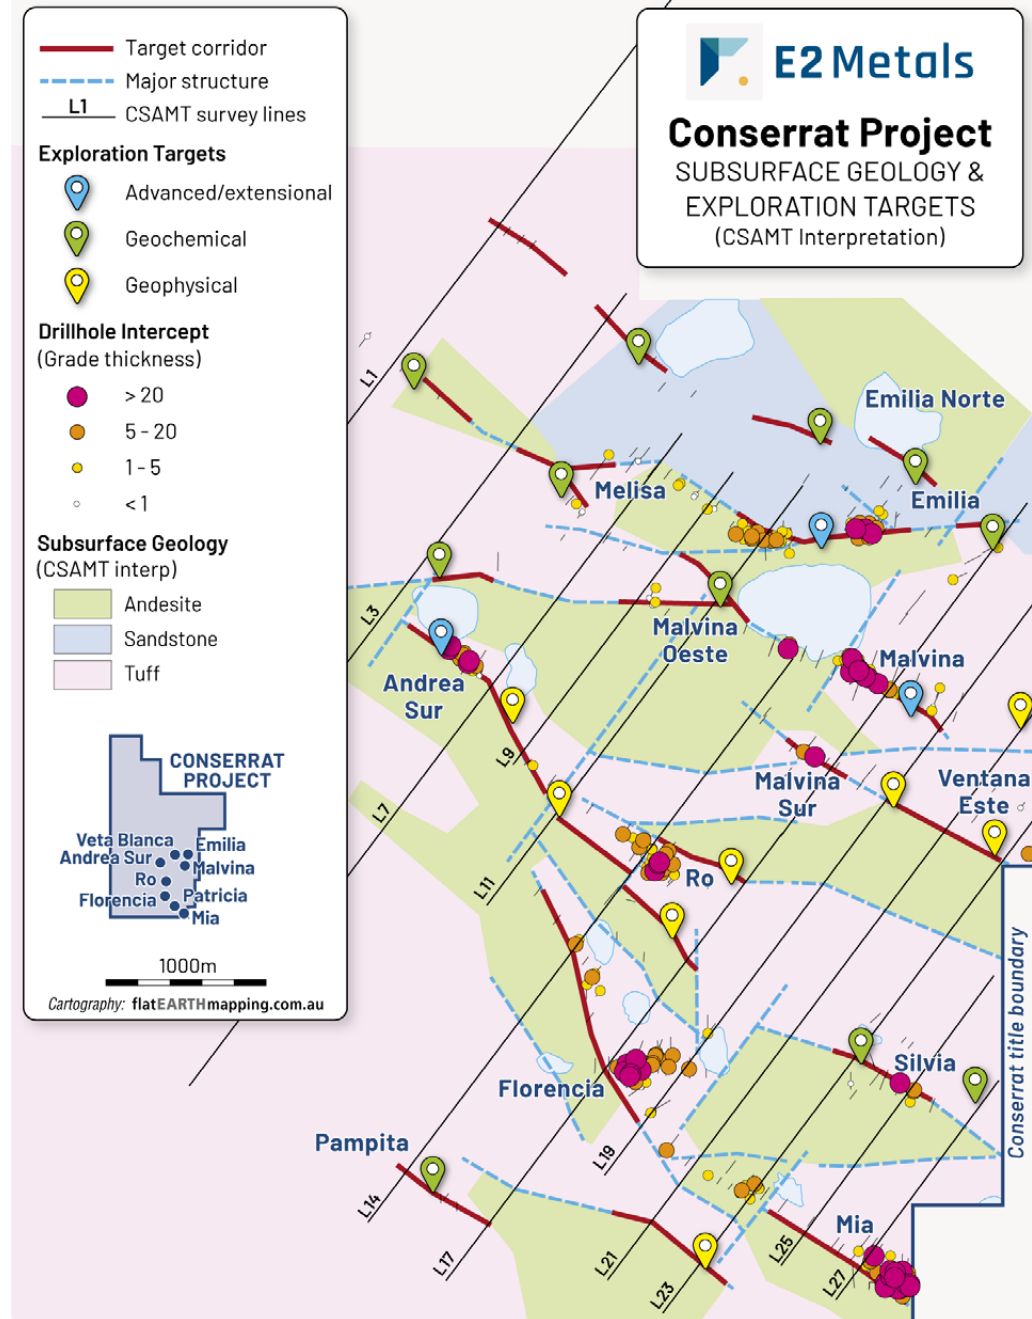 Target corridor
Major structure
L1
CSAMT survey lines
Exploration Targets
Advanced/extensional
Geochemical
Geophysical
Drillhole Intercept
(Grade thickness)
> 20
5 - 20
1 - 5
< 1
Subsurface Geology
(CSAMT interp)
Andesite
Sandstone
Tuff
CONSERRAT
PROJECT
Veta Blanca
Emilia
Andrea Sur
Malvina
Ro
Florencia
Patricia
Mia
1000m
Cartography: flatEARTHmapping.com.au
E2Metals
Conserrat Project
SUBSURFACE GEOLOGY &
EXPLORATION TARGETS
(CSAMT Interpretation)
L1
Emilia Norte
Melisa
Emilia
L3
Malvina
Oeste
Malvina
Andrea
Sur
L9
Malvina
Sur
Ventana
Este
L7
L11
Ro
Conserrat title boundary
Silvia
Florencia
Pampita
L19
L14
Mia
L17
L21
L25
L23
L27